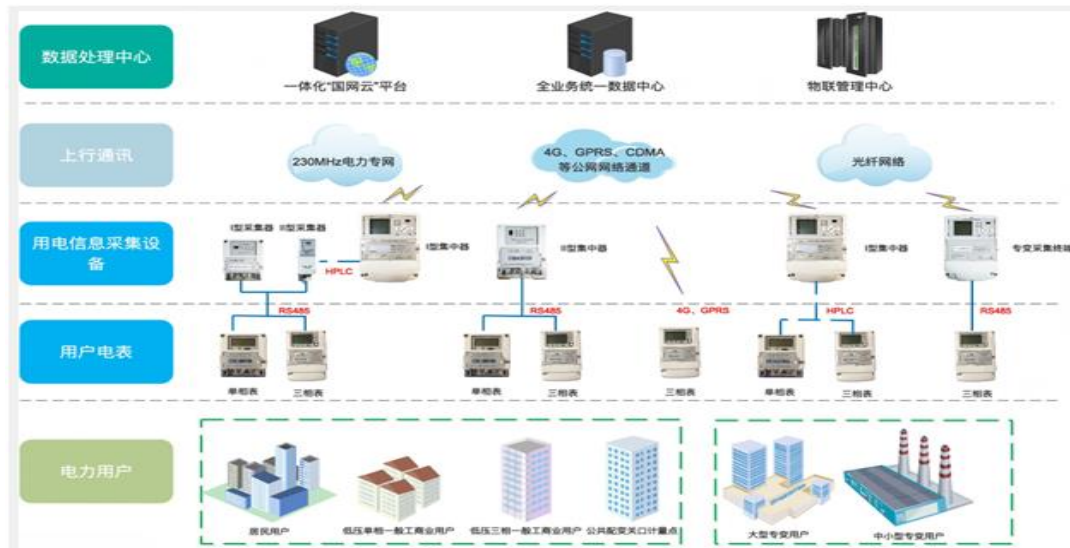 数据处理中心
一体化“国网云”平台
全业务统一数据中心
物联管理中心
上行通讯
230MHz电力专网
4G、GPRS、CDMA
等公网网络通道
光纤网络
用电信息采集设
备
I型采集器
II型采集器
I型集中器
HPLC
II型集中器
I型集中器
专变采集终端
RS485
RS485
4G、GPRS
HPLC
RS485
用户电表
单相表
三相表
单相表
三相表
三相表
单相表
三相表
三相表
电力用户
居民用户
低压单相一般工商业用户
低压三相一般工商业用户
公共配变关口计量点
大型专变用户
中小型专变用户